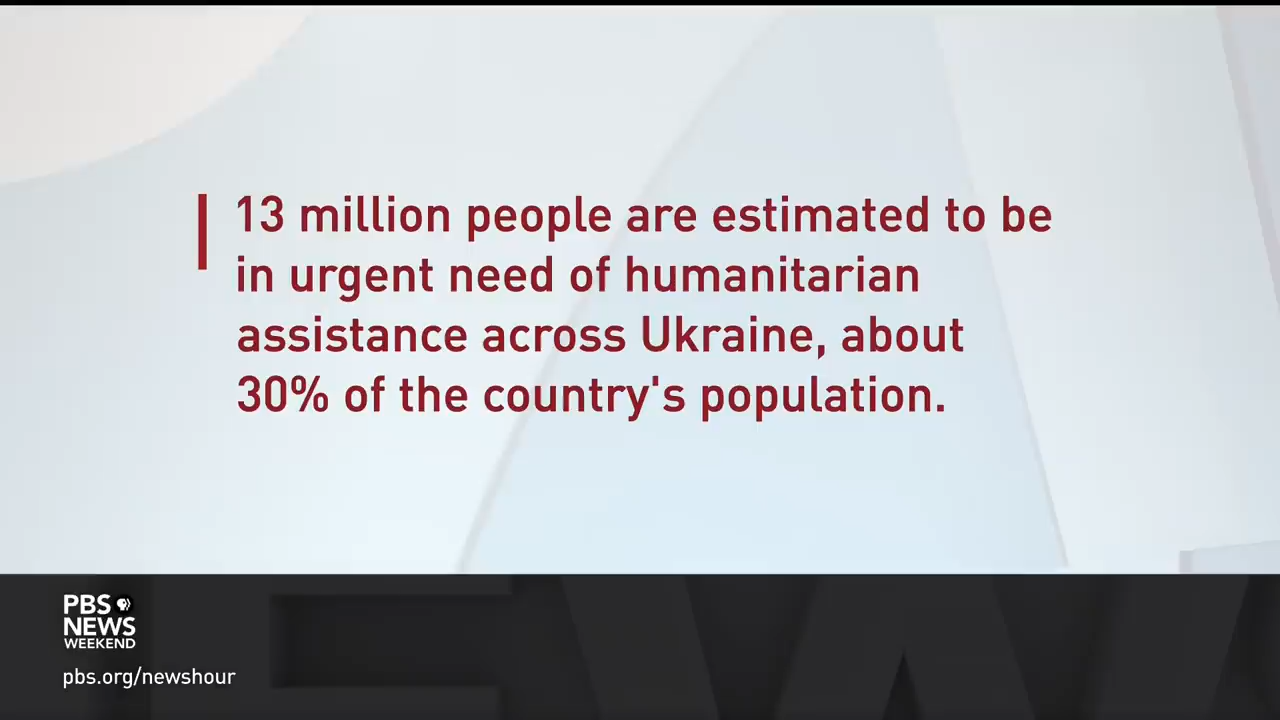 13 million people are estimated to be
in urgent need of humanitarian
assistance across Ukraine, about
30% of the country's population.
PBS
NEWS
WEEKEND
pbs.org/newshour